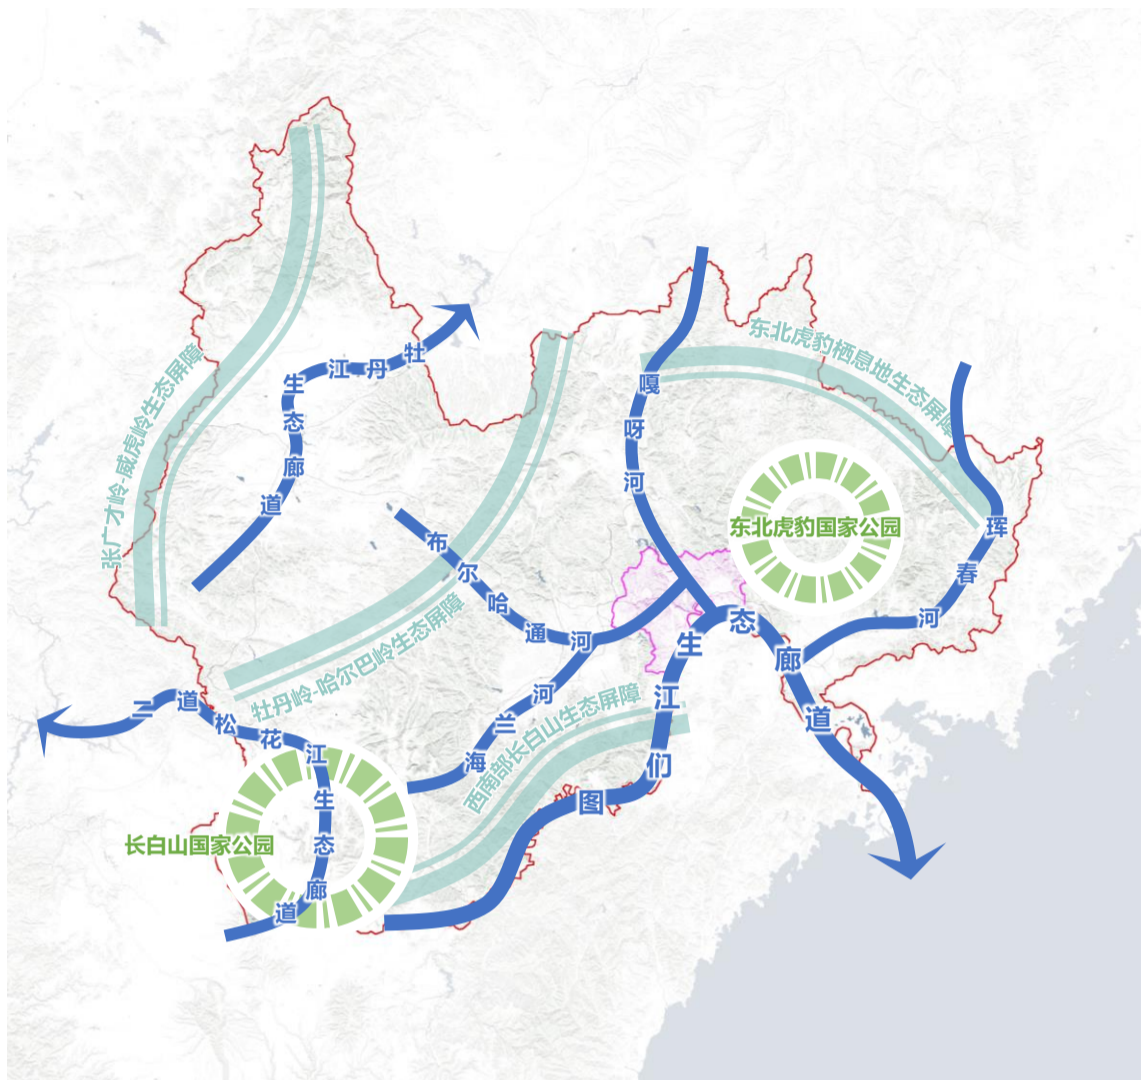 东北虎豹栖息地生态屏障
张广才岭-威虎岭生态屏障
牡丹江生态廊道
嘎呀河
东北虎豹国家公园
珲春河
布尔哈通河
牡丹岭-哈尔巴岭生态屏障
海兰河
西南部长白山生态屏障
二道松花江生态廊道
图们江生态廊道
长白山国家公园